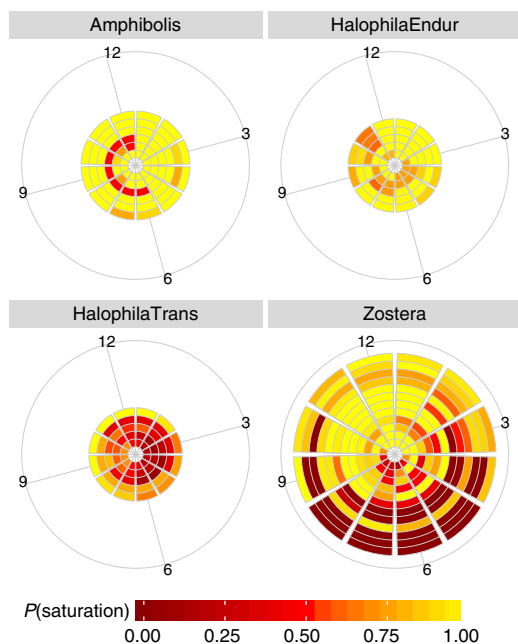 Amphibolis HalophilaEndur
12 12
3 3
9 9
6 6
HalophilaTrans Zostera
12 12
3 3
9 9
6 6
P(saturation)
0.00 0.25 0.50 0.75 1.00